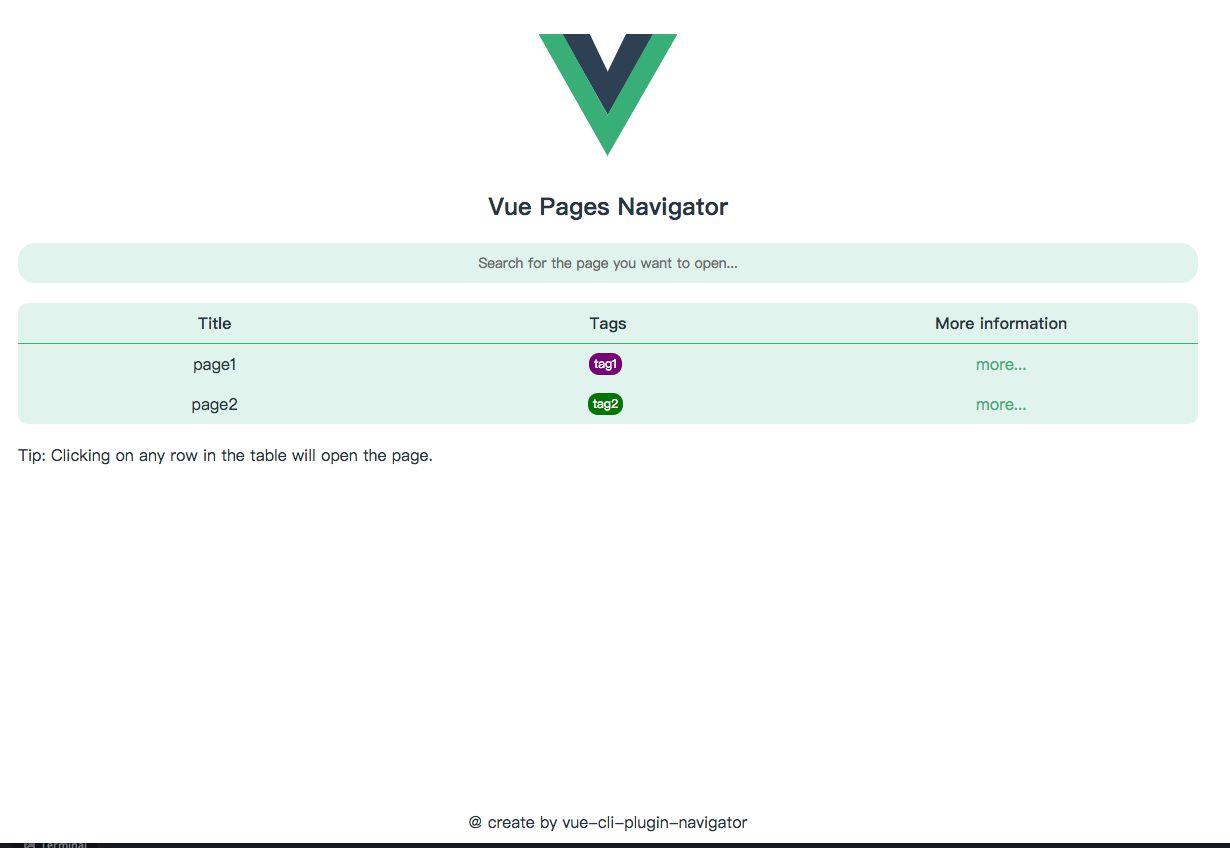 Vue Pages Navigator
Search for the page you want to open...
Title Tags More information
page1 tag1 more...
page2 tag2 more...
Tip: Clicking on any row in the table will open the page.
@ create by vue-cli-plugin-navigator
Terminal